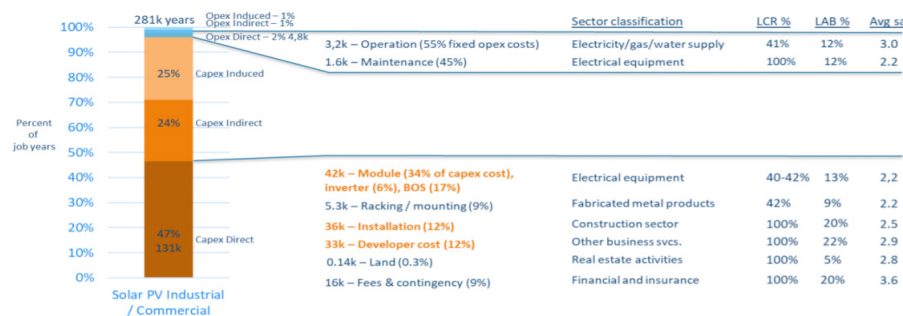 281k years
Opex Induced – 1%
Opex Indirect – 1%
Opex Direct – 2% 4,8k
25% Capex Induced
24% Capex Indirect
47%
131k
Capex Direct
Percent
of
job years
100%
90%
80%
70%
60%
50%
40%
30%
20%
10%
0%
Solar PV Industrial
/ Commercial
Sector classification LCR % LAB % Avg
3,2k – Operation (55% fixed opex costs) Electricity/gas/water supply 41% 12% 3.0
1.6k – Maintenance (45%) Electrical equipment 100% 12% 2.2
42k – Module (34% of capex cost),
inverter (6%), BOS (17%)
Electrical equipment 40-42% 13% 2,2
5.3k – Racking / mounting (9%) Fabricated metal products 42% 9% 2.2
36k – Installation (12%) Construction sector 100% 20% 2.5
33k – Developer cost (12%) Other business svcs. 100% 22% 2.9
0.14k – Land (0.3%) Real estate activities 100% 5% 2.8
16k – Fees & contingency (9%) Financial and insurance 100% 20% 3.6